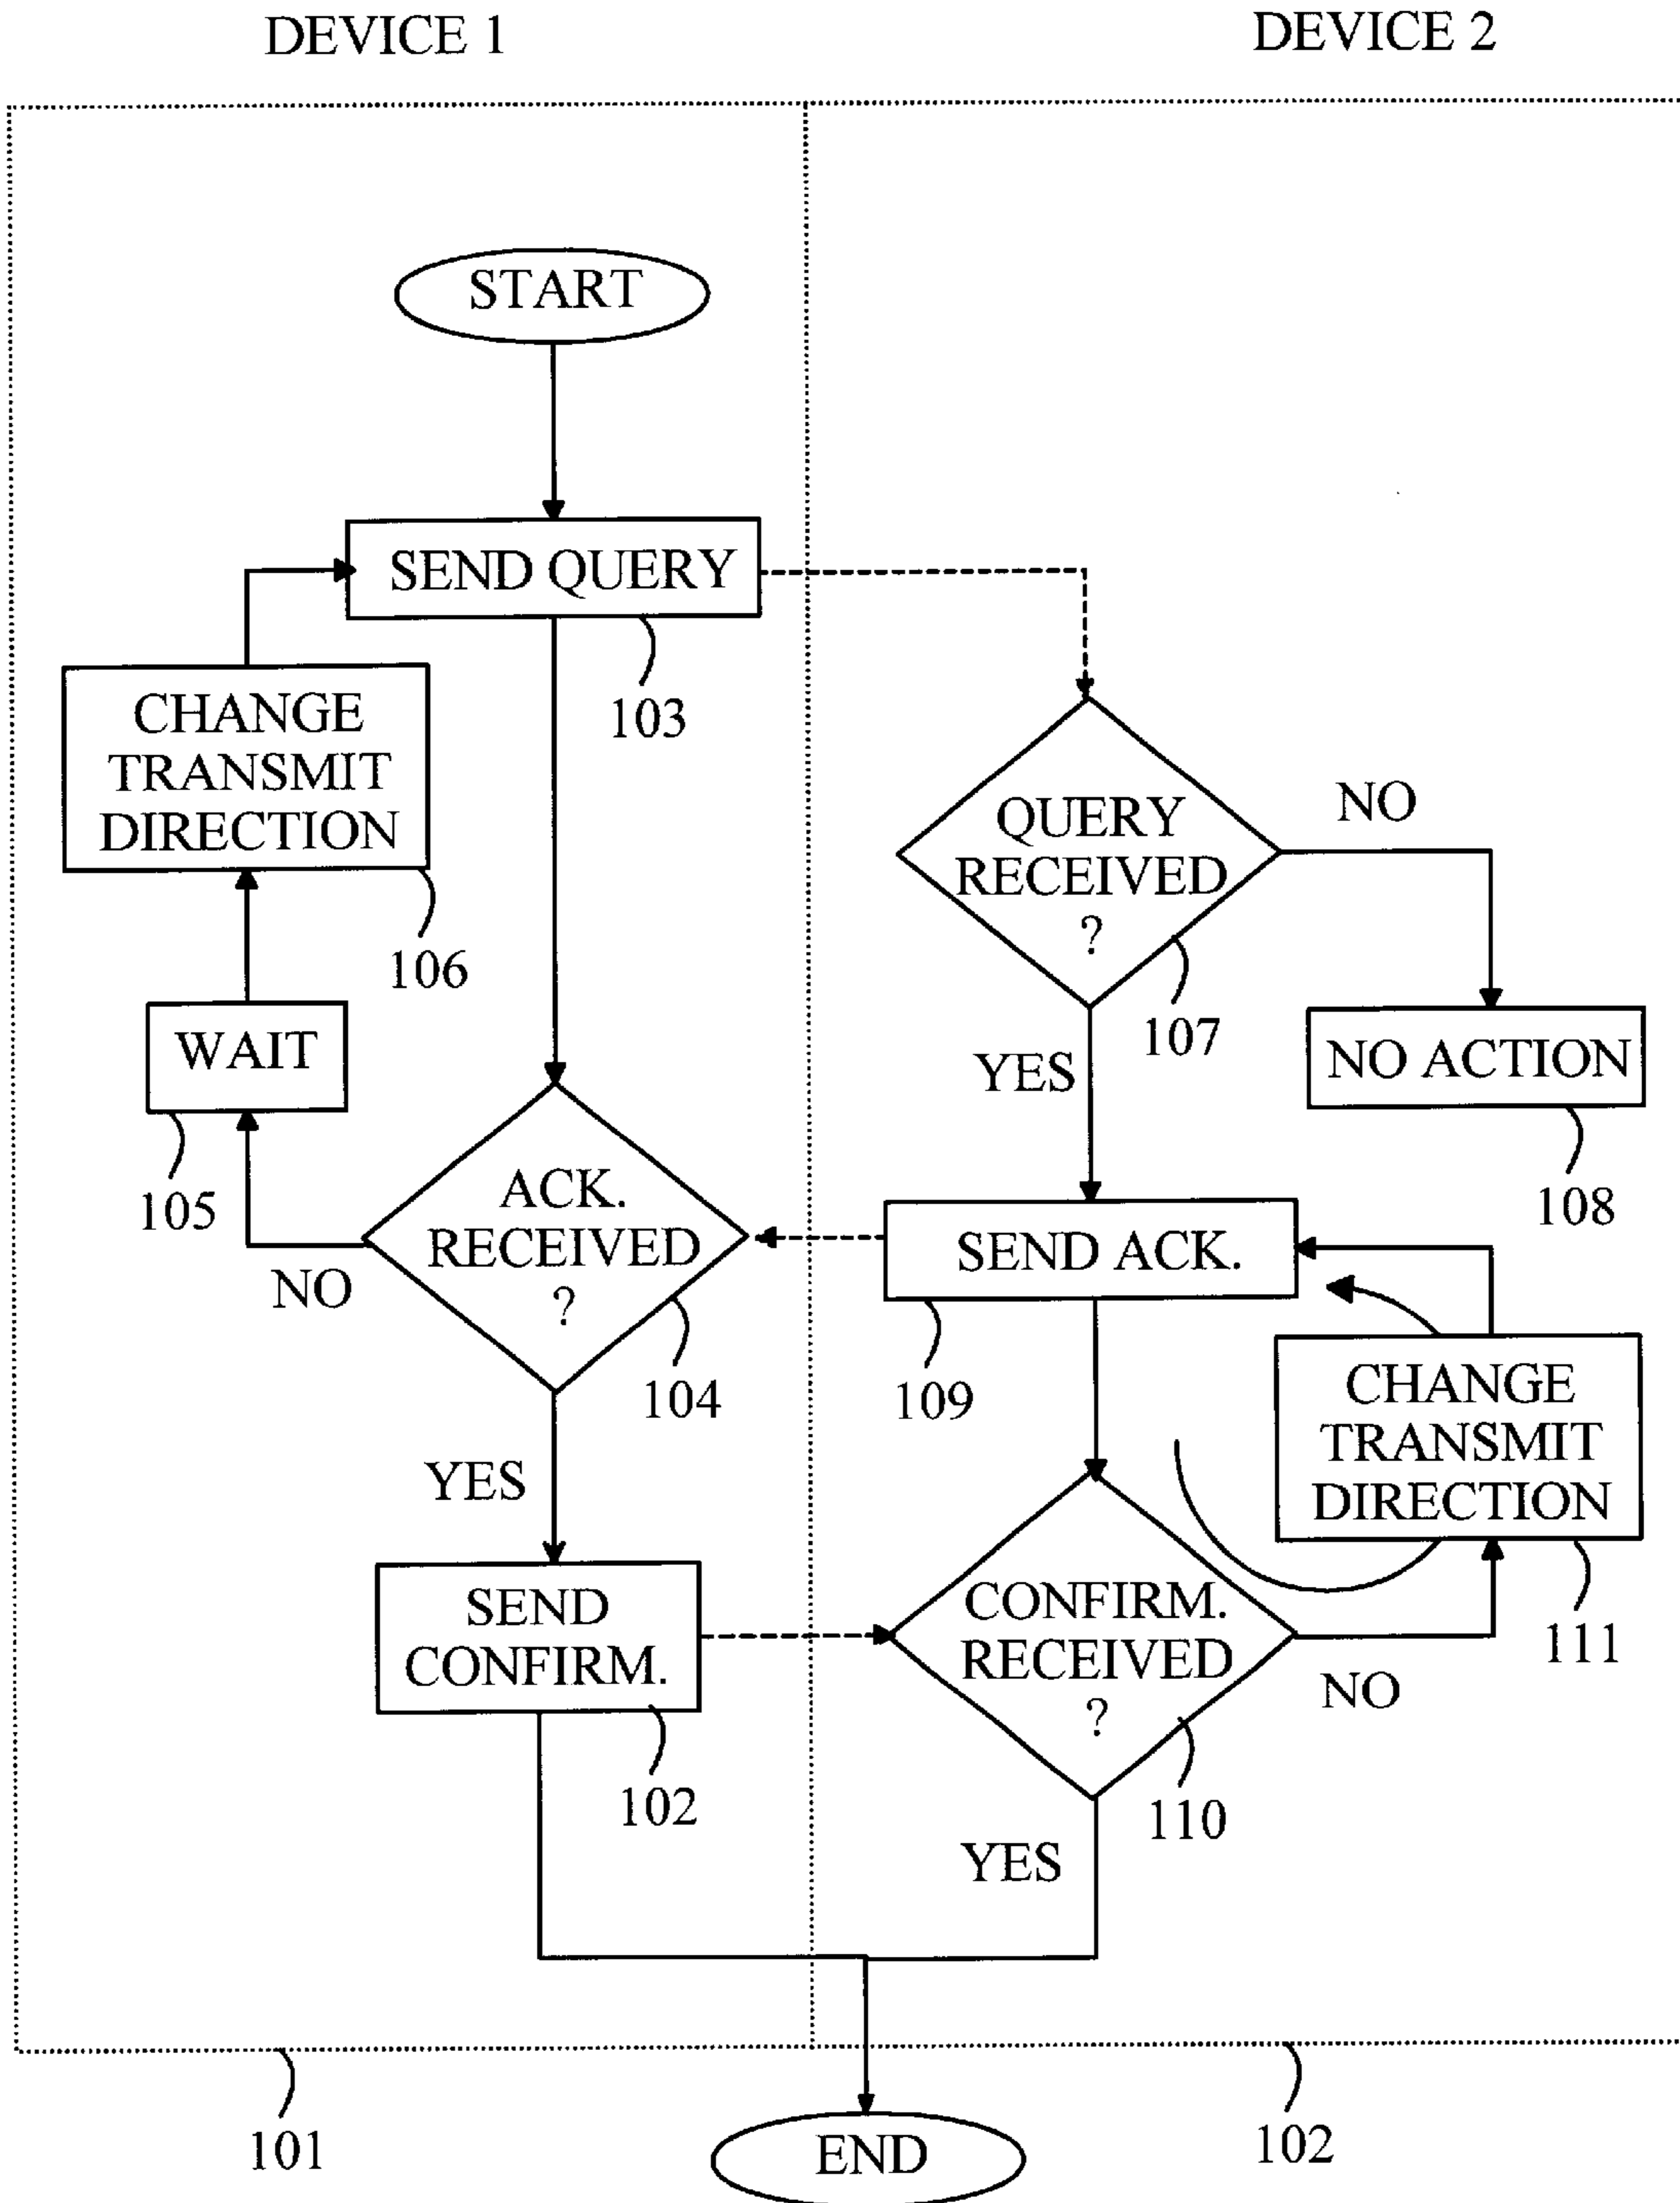 DEVICE 1
DEVICE 2
START
SEND QUERY
103
CHANGE
TRANSMIT
DIRECTION
106
QUERY
RECEIVED
?
NO
107
WAIT
105
YES
NO ACTION
108
ACK.
RECEIVED
?
NO
104
SEND ACK.
109
CHANGE
TRANSMIT
DIRECTION
111
YES
SEND
CONFIRM.
102
CONFIRM.
RECEIVED
?
NO
110
YES
101
102
END